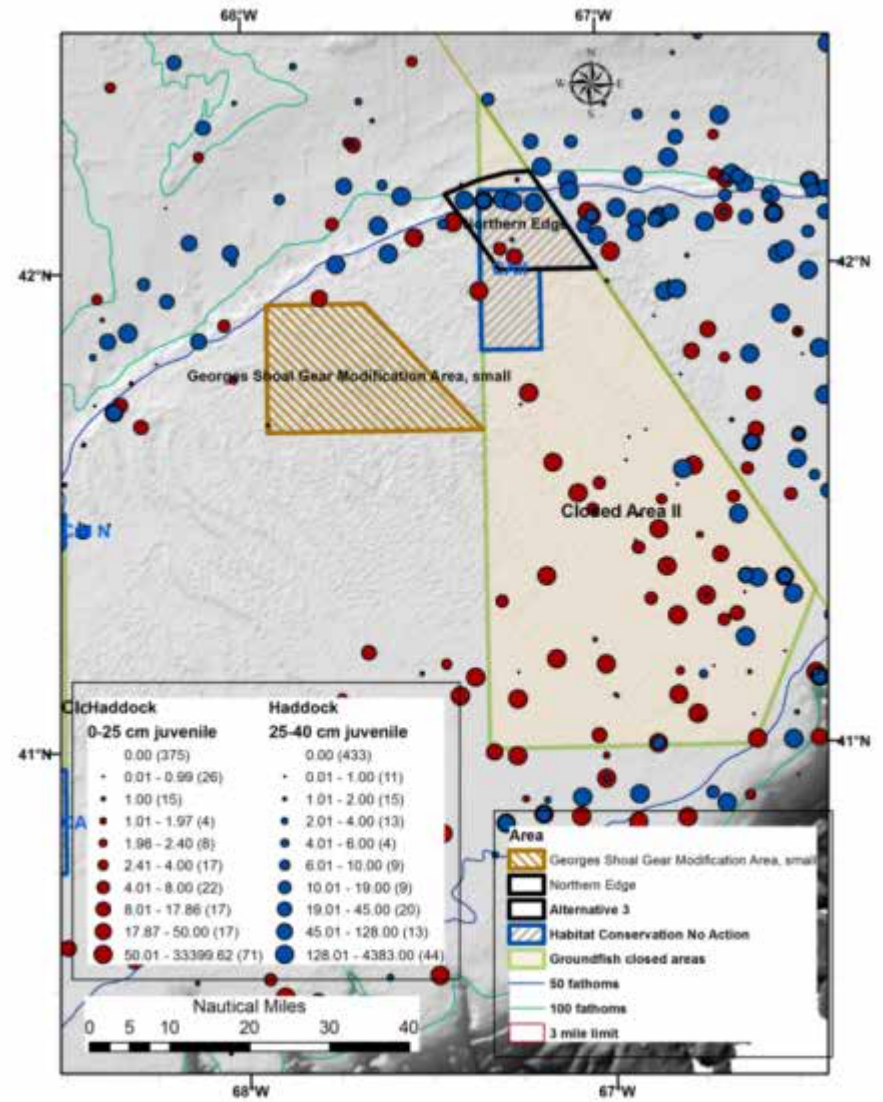 68°W 67°W
N
W E
S
Northern Edge
42°N 42°N
Georges Shoal Gear Modification Area, small
Closed Area II
N
41°N 41°N
Haddock Haddock
0-25 cm juvenile 25-40 cm juvenile
0.00 (375) 0.00 (433)
0.01 - 0.99 (26) 0.01 - 1.00 (11)
1.00 (15) 1.01 - 2.00 (15)
1.01 - 1.97 (4) 2.01 - 4.00 (13)
1.98 - 2.40 (8) 4.01 - 6.00 (4)
2.41 - 4.00 (17) 6.01 - 10.00 (9)
4.01 - 8.00 (22) 10.01 - 19.00 (9)
8.01 - 17.86 (17) 19.01 - 45.00 (20)
17.87 - 50.00 (17) 45.01 - 128.00 (13)
50.01 - 33399.62 (71) 128.01 - 4383.00 (44)
CA
Area
Georges Shoal Gear Modification Area, small
Northern Edge
Alternative 3
Habitat Conservation No Action
Groundfish closed areas
50 fathoms
100 fathoms
3 mile limit
Nautical Miles
0 5 10 20 30 40
68°W 67°W